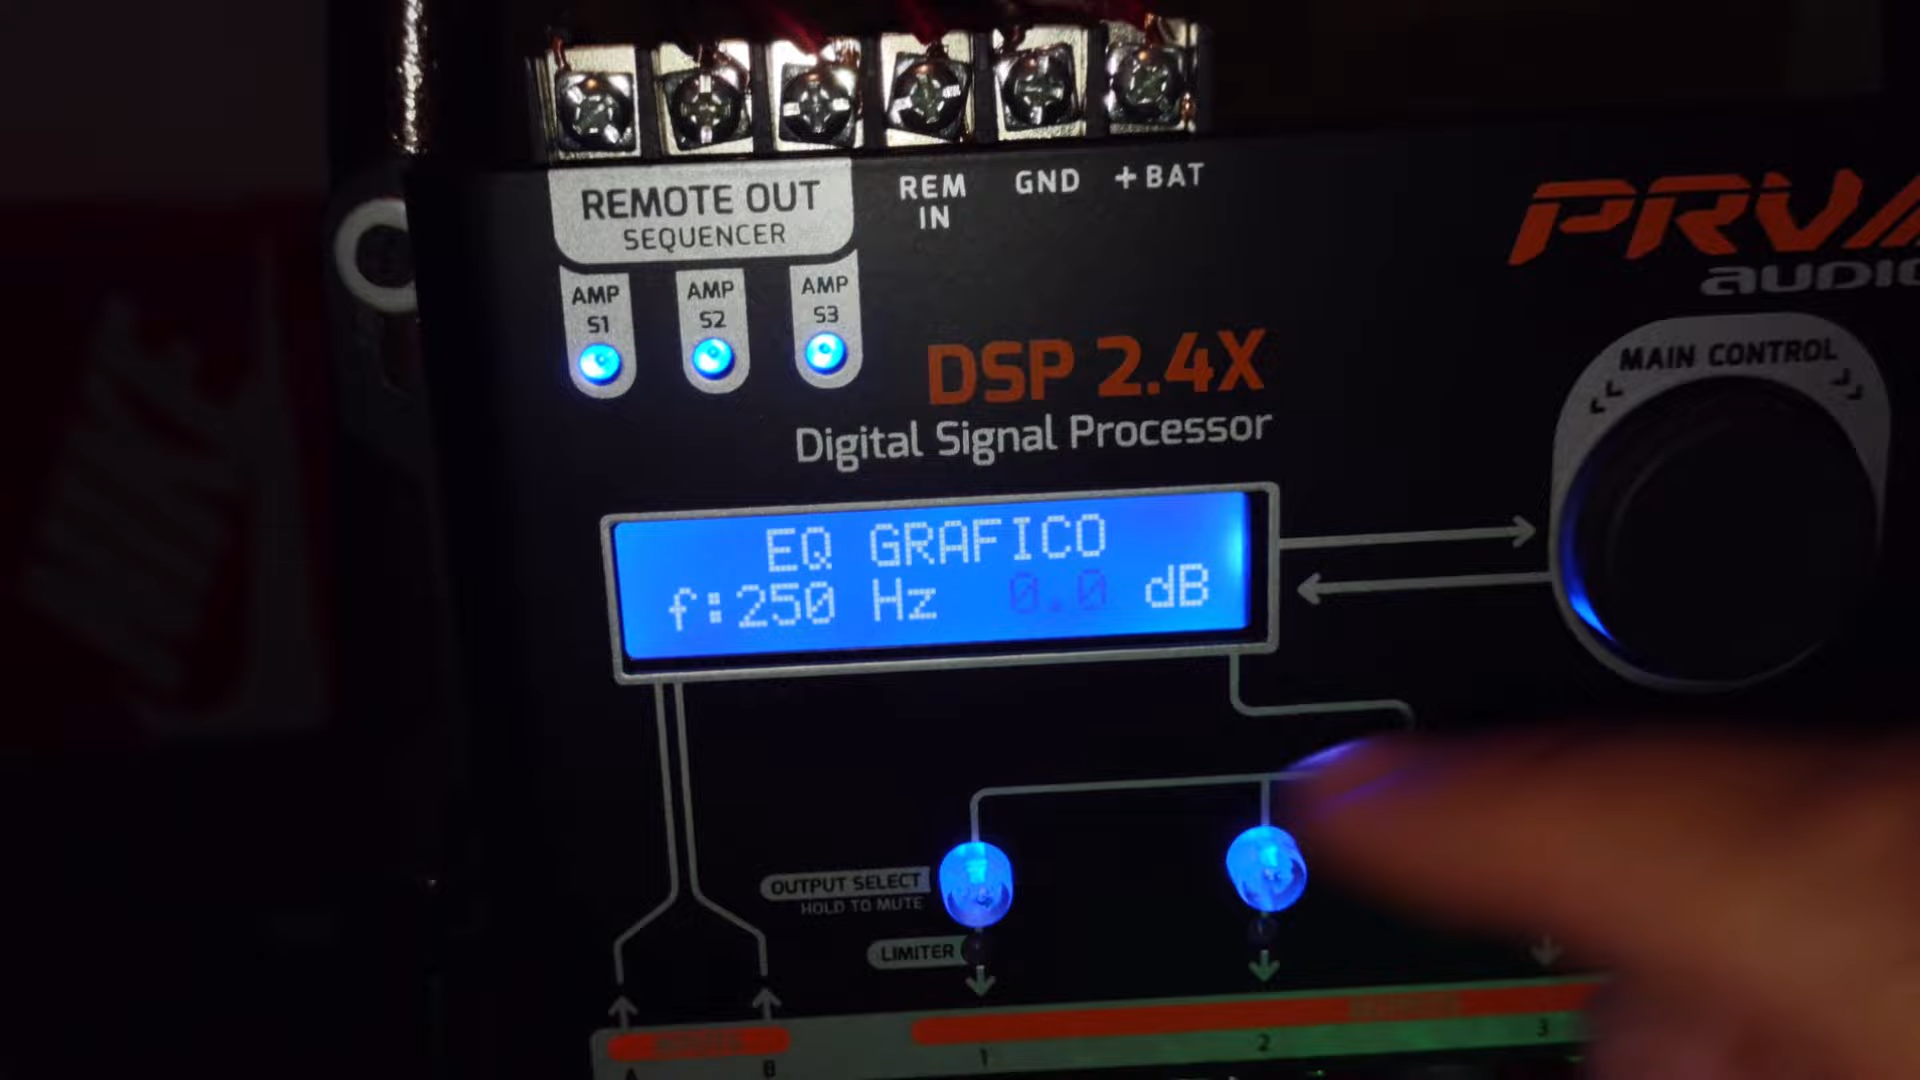 REMOTE OUT
SEQUENCER
REM
IN
GND
+BAT
AMP
S1
AMP
S2
AMP
S3
PRV
AUDIO
DSP 2.4X
Digital Signal Processor
MAIN CONTROL
EQ GRAFICO
f:250 Hz 0.0 dB
OUTPUT SELECT
HOLD TO MUTE
LIMITER
A
B
1
2
3